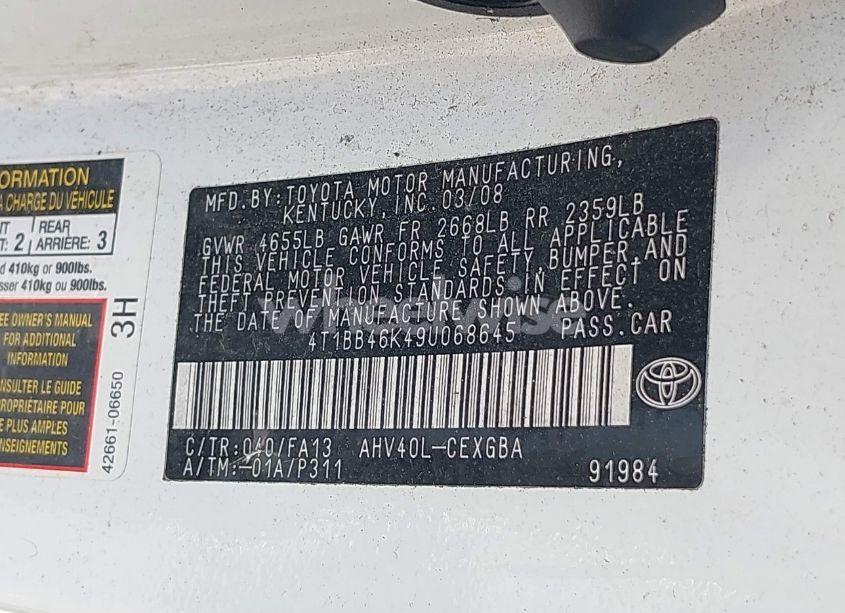 ORMATION
A CHARGE DU VÉHICULE
NT REAR
T: 2 ARRIÈRE: 3
d 410kg or 900lbs.
sser 410kg ou 900lbs.
EE OWNER'S MANUAL
FOR ADDITIONAL
INFORMATION
NSULTER LE GUIDE
PROPRIÉTAIRE POUR
E PLUS AMPLES
ENSEIGNEMENTS
3H
42661-06650
MFD.BY:TOYOTA MOTOR MANUFACTURING,
KENTUCKY,INC.03/08
GVWR 4655LB GAWR FR 2668LB RR 2359LB
THIS VEHICLE CONFORMS TO ALL APPLICABLE
FEDERAL MOTOR VEHICLE SAFETY,BUMPER,AND
THEFT PREVENTION STANDARDS IN EFFECT ON
THE DATE OF MANUFACTURE SHOWN ABOVE.
4T1BB46K49U068645 PASS.CAR
C/TR:040/FA13 AHV40L-CEXGBA
A/TM:-01A/P311 91984